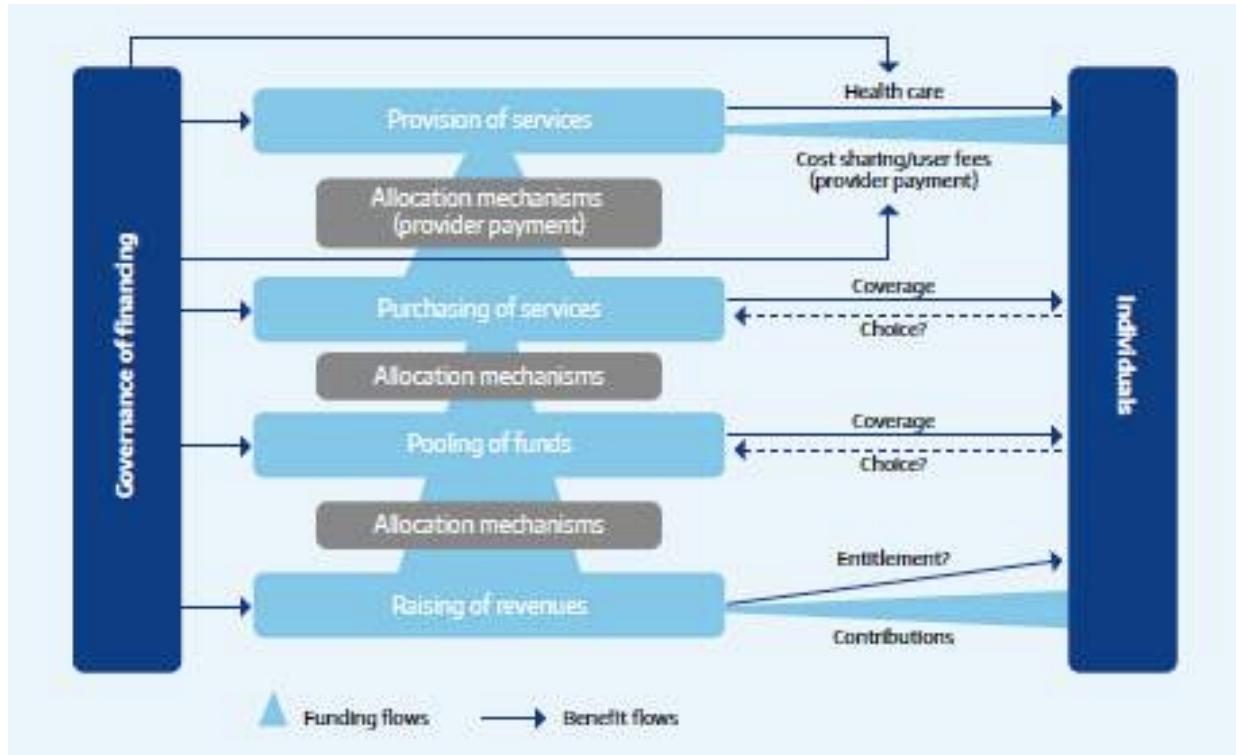 Governance of financing
Provision of services
Allocation mechanisms
(provider payment)
Purchasing of services
Allocation mechanisms
Pooling of funds
Allocation mechanisms
Raising of revenues
Health care
Cost sharing/user fees
(provider payment)
Coverage
Choice?
Coverage
Choice?
Entitlement?
Contributions
Individuals
Funding flows
Benefit flows